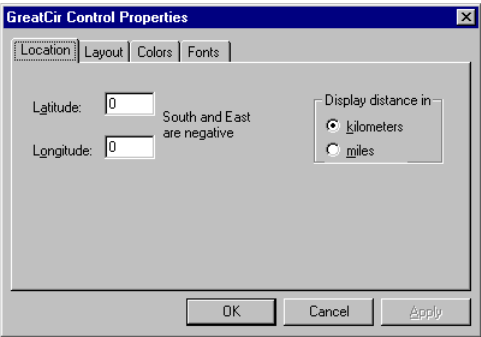 GreatCir Control Properties
Location Layout Colors Fonts
Latitude: 0
South and East
are negative
Longitude: 0
Display distance in
kilometers
miles
OK Cancel Apply